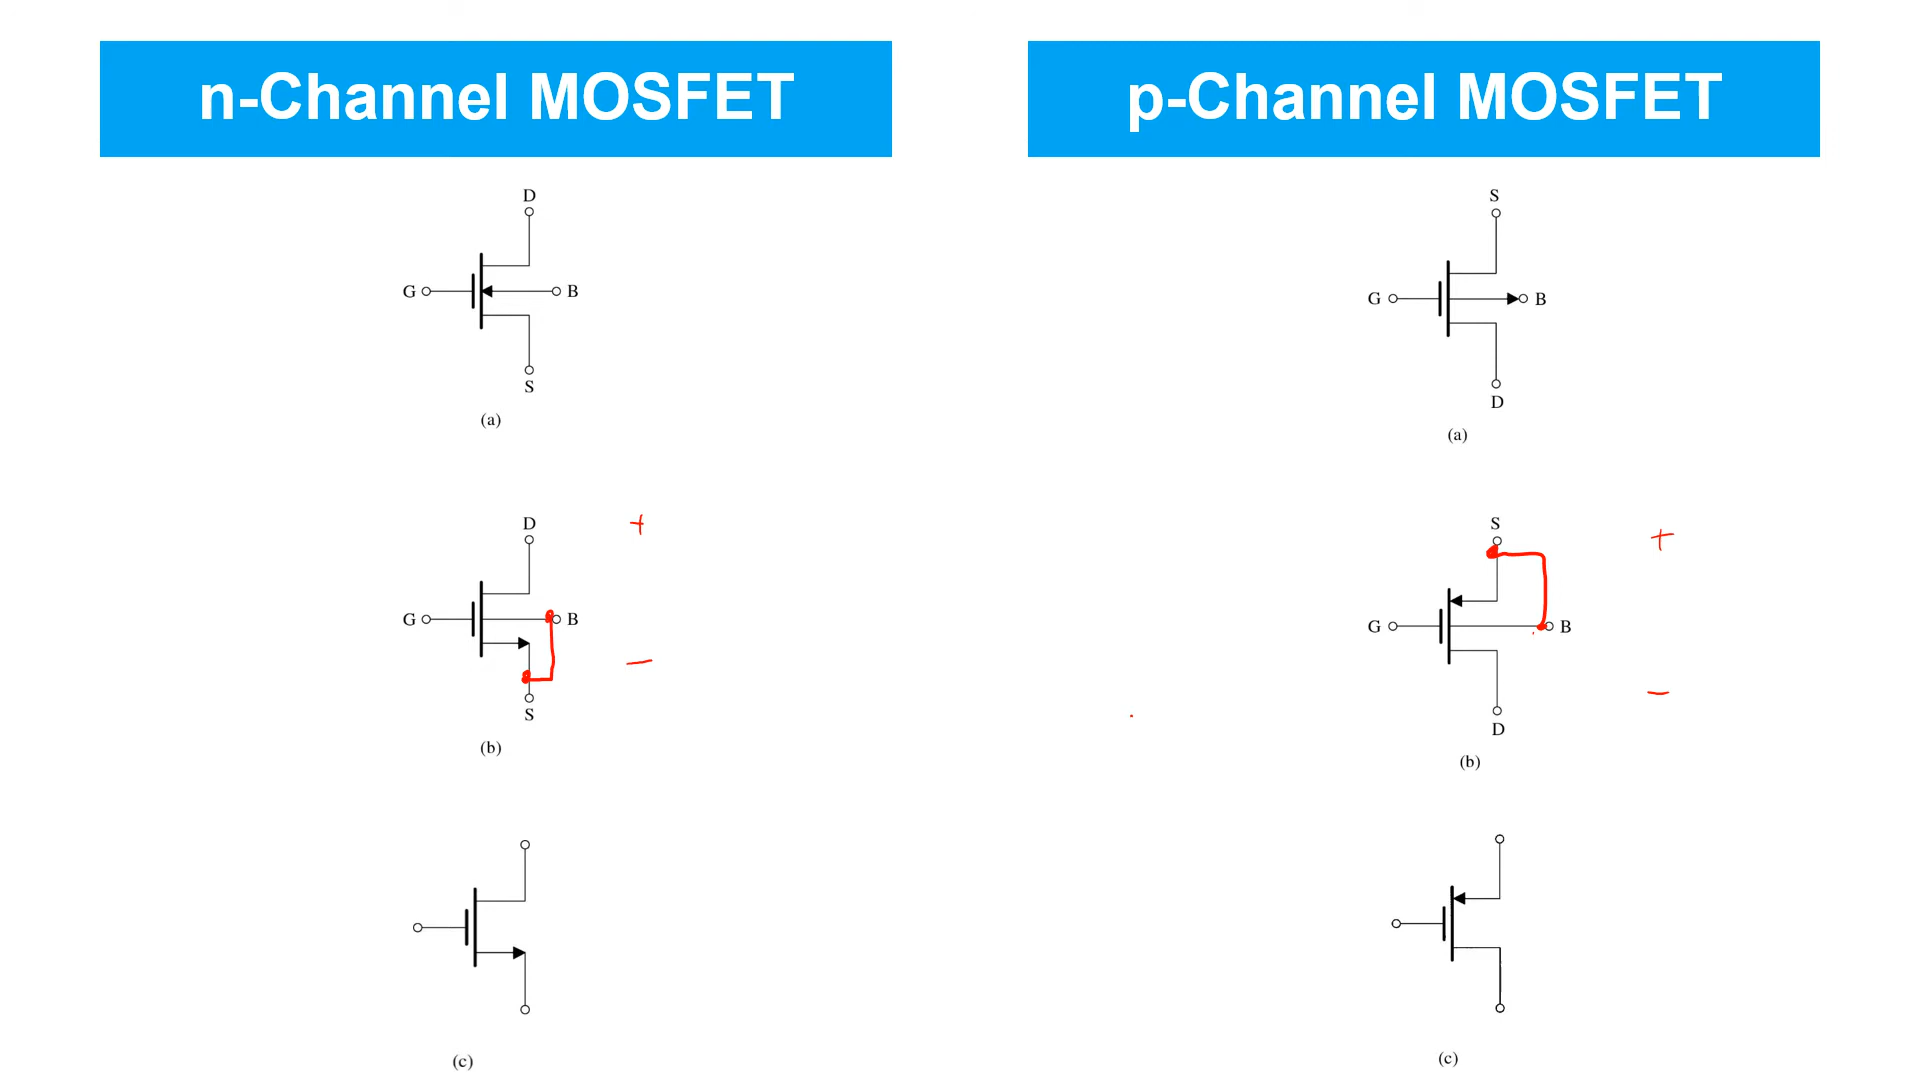 n-Channel MOSFET
D
G B
S
(a)
D +
G B
−
S
(b)
(c)
p-Channel MOSFET
S
G B
D
(a)
S +
G B
−
D
(b)
(c)